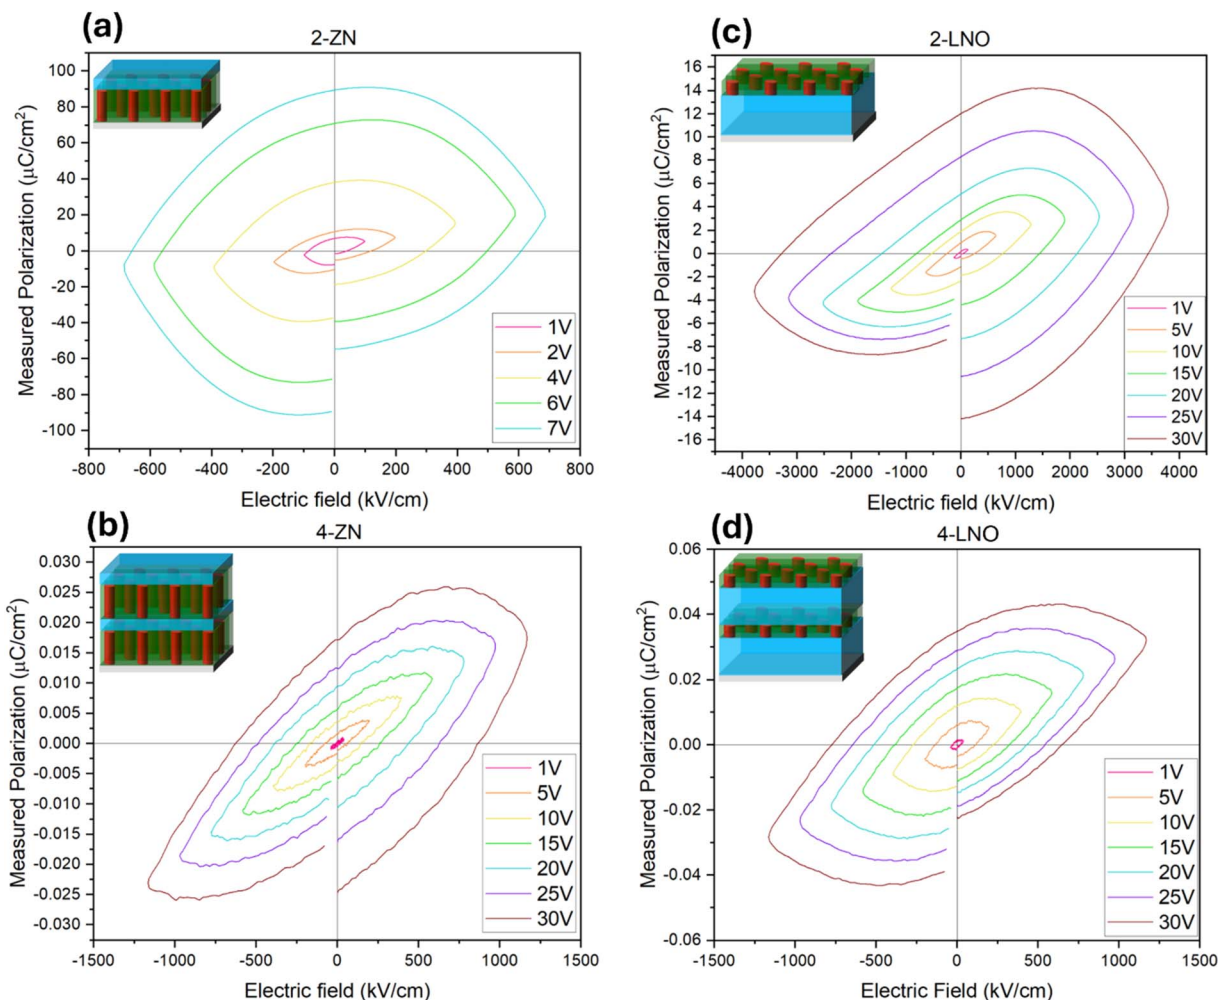 (a)
2-ZN
100
80
60
40
20
0
-20
-40
-60
-80
-100
Measured Polarization (μC/cm²)
-800 -600 -400 -200 0 200 400 600 800
Electric field (kV/cm)
1V
2V
4V
6V
7V
(c)
2-LNO
16
14
12
10
8
6
4
2
0
-2
-4
-6
-8
-10
-12
-14
-16
Measured Polarization (μC/cm²)
-4000 -3000 -2000 -1000 0 1000 2000 3000 4000
Electric field (kV/cm)
1V
5V
10V
15V
20V
25V
30V
(b)
4-ZN
0.030
0.025
0.020
0.015
0.010
0.005
0.000
-0.005
-0.010
-0.015
-0.020
-0.025
-0.030
Measured Polarization (μC/cm²)
-1500 -1000 -500 0 500 1000 1500
Electric field (kV/cm)
1V
5V
10V
15V
20V
25V
30V
(d)
4-LNO
0.06
0.04
0.02
0.00
-0.02
-0.04
-0.06
Measured Polarization (μC/cm²)
-1500 -1000 -500 0 500 1000 1500
Electric Field (kV/cm)
1V
5V
10V
15V
20V
25V
30V